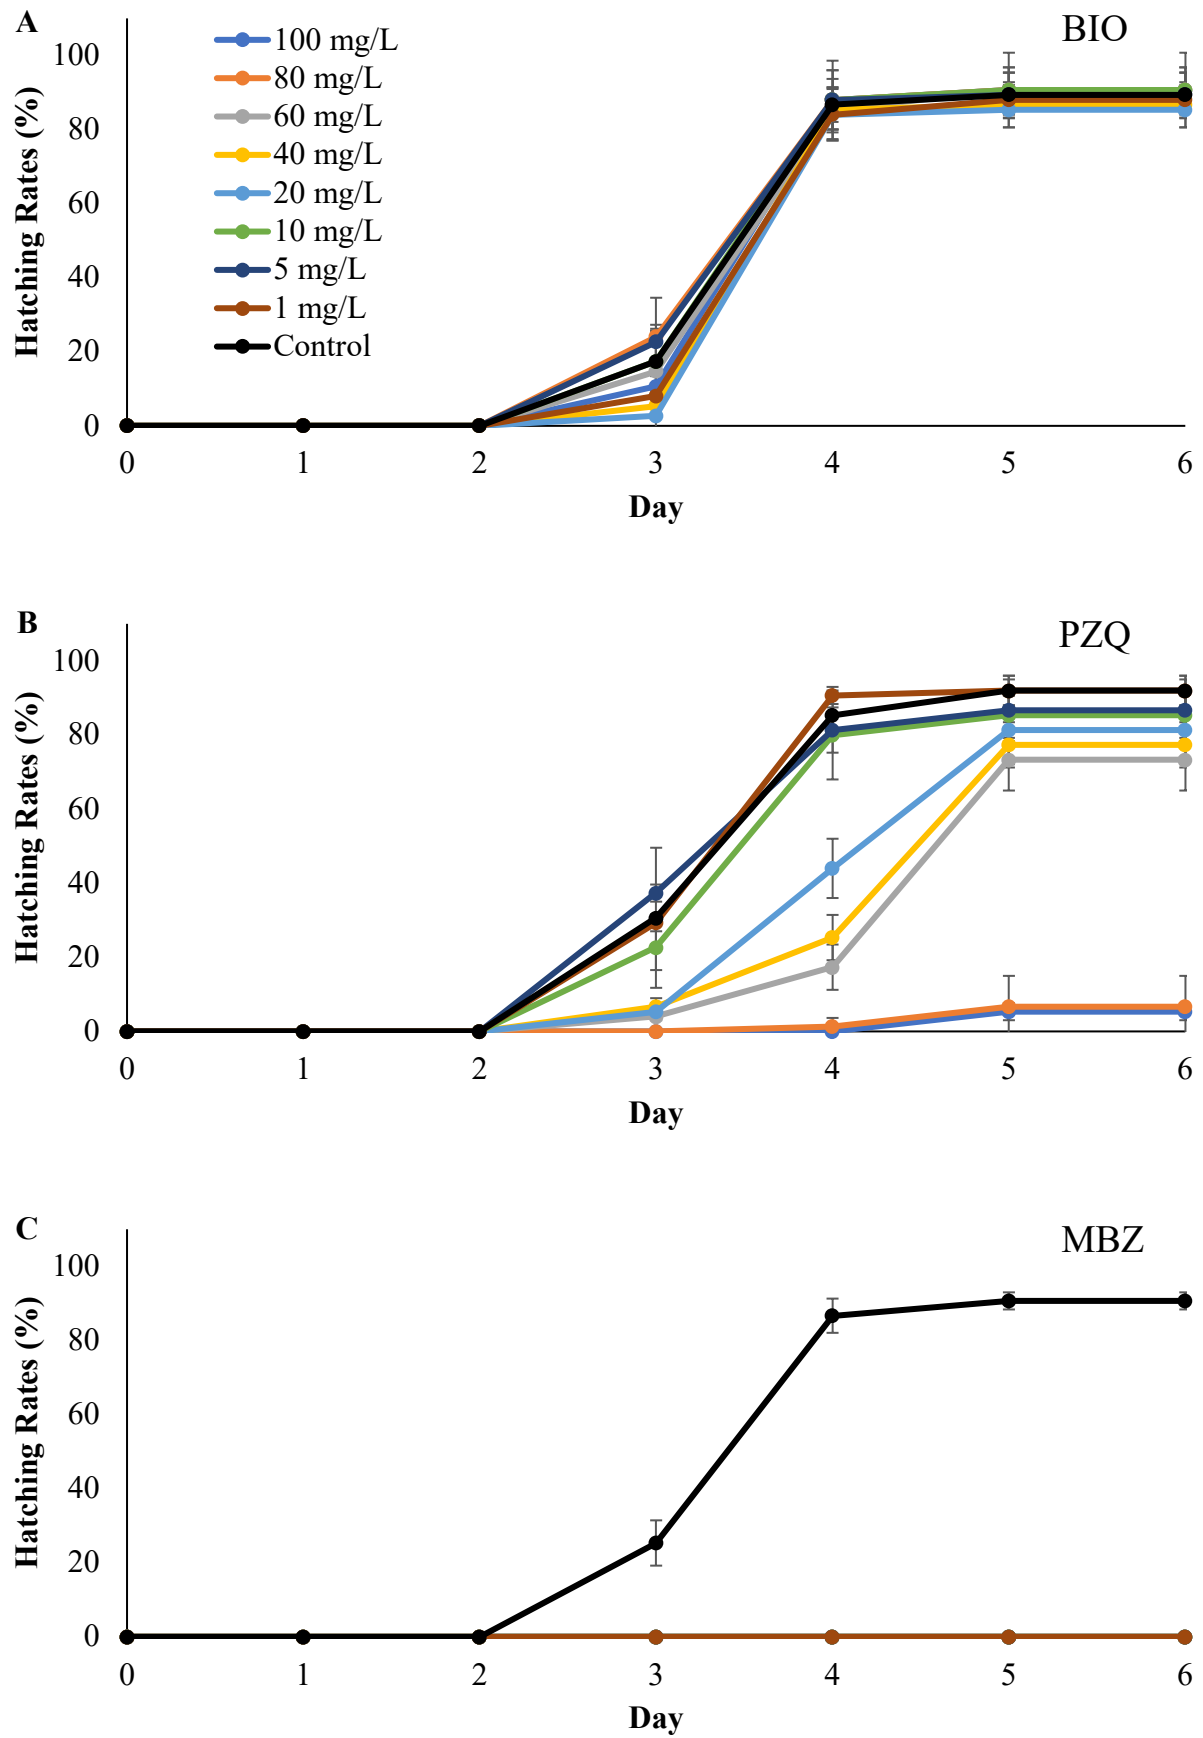 A
BIO
Hatching Rates (%)
100
80
60
40
20
0
100 mg/L
80 mg/L
60 mg/L
40 mg/L
20 mg/L
10 mg/L
5 mg/L
1 mg/L
Control
0 1 2 3 4 5 6
Day
B
PZQ
Hatching Rates (%)
100
80
60
40
20
0
0 1 2 3 4 5 6
Day
C
MBZ
Hatching Rates (%)
100
80
60
40
20
0
0 1 2 3 4 5 6
Day